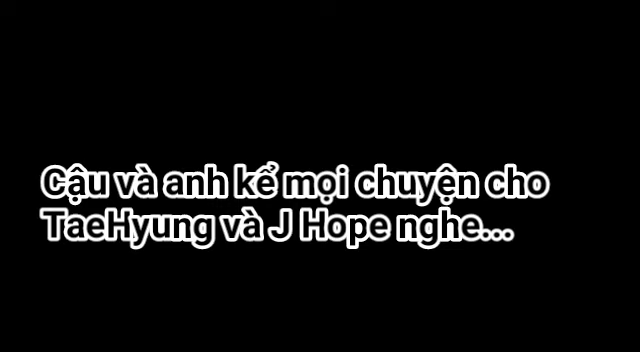 Cậu và anh kể mọi chuyện cho
TaeHyung và J Hope nghe...